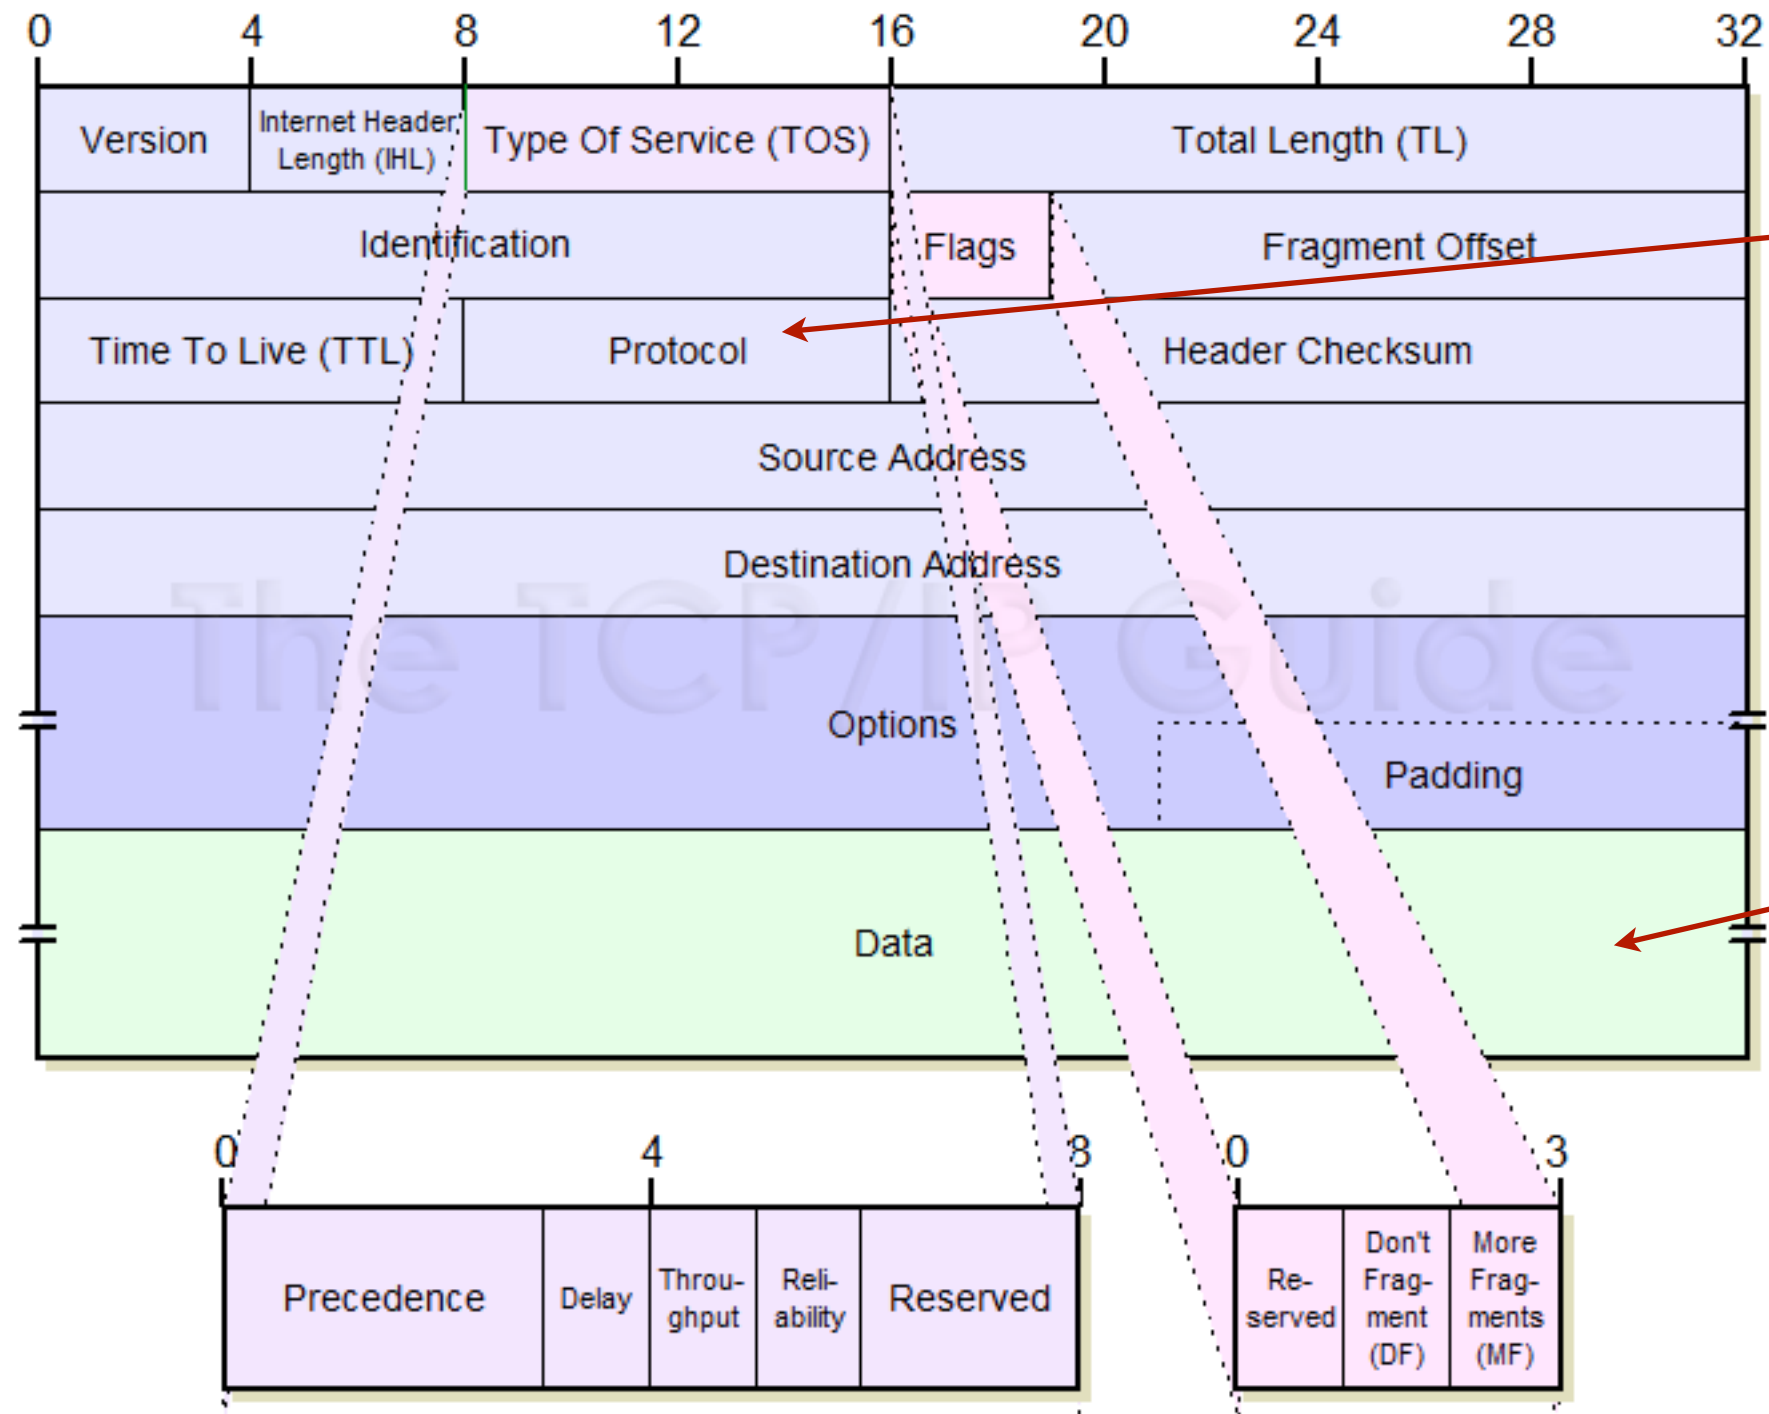 0 4 8 12 16 20 24 28 32
Version
Internet Header
Length (IHL)
Type Of Service (TOS)
Total Length (TL)
Identification
Flags
Fragment Offset
Time To Live (TTL)
Protocol
Header Checksum
Source Address
Destination Address
The TCP/IP Guide
Options
Padding
Data
0 4 8
0 3
Precedence
Delay
Throu-
ghput
Reli-
ability
Reserved
Re-
served
Don't
Frag-
ment
(DF)
More
Frag-
ments
(MF)